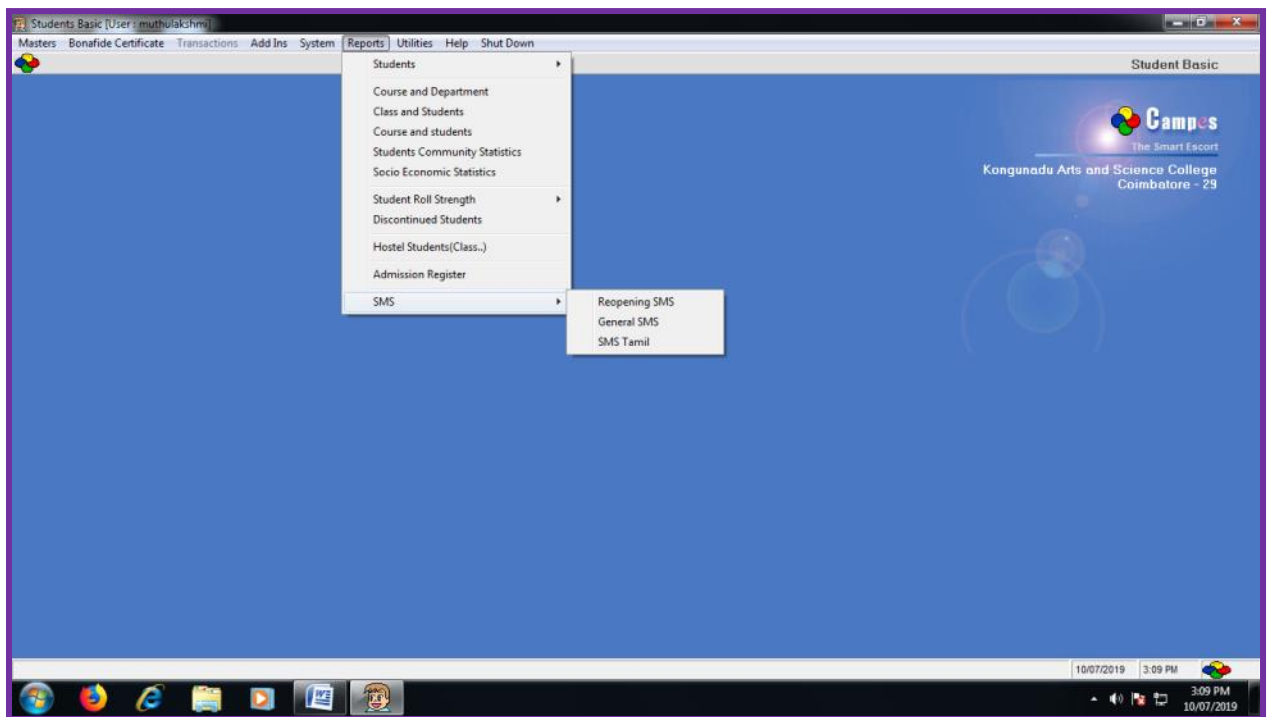 Students Basic [User : muthulakshmi]
Masters Bonafide Certificate Transactions Add Ins System Reports Utilities Help Shut Down
Student Basic
Students
Course and Department
Class and Students
Course and students
Students Community Statistics
Socio Economic Statistics
Student Roll Strength
Discontinued Students
Hostel Students(Class..)
Admission Register
SMS
Reopening SMS
General SMS
SMS Tamil
Campes
The Smart Escort
Kongunadu Arts and Science College
Coimbatore - 29
10/07/2019 3:09 PM
3:09 PM
10/07/2019